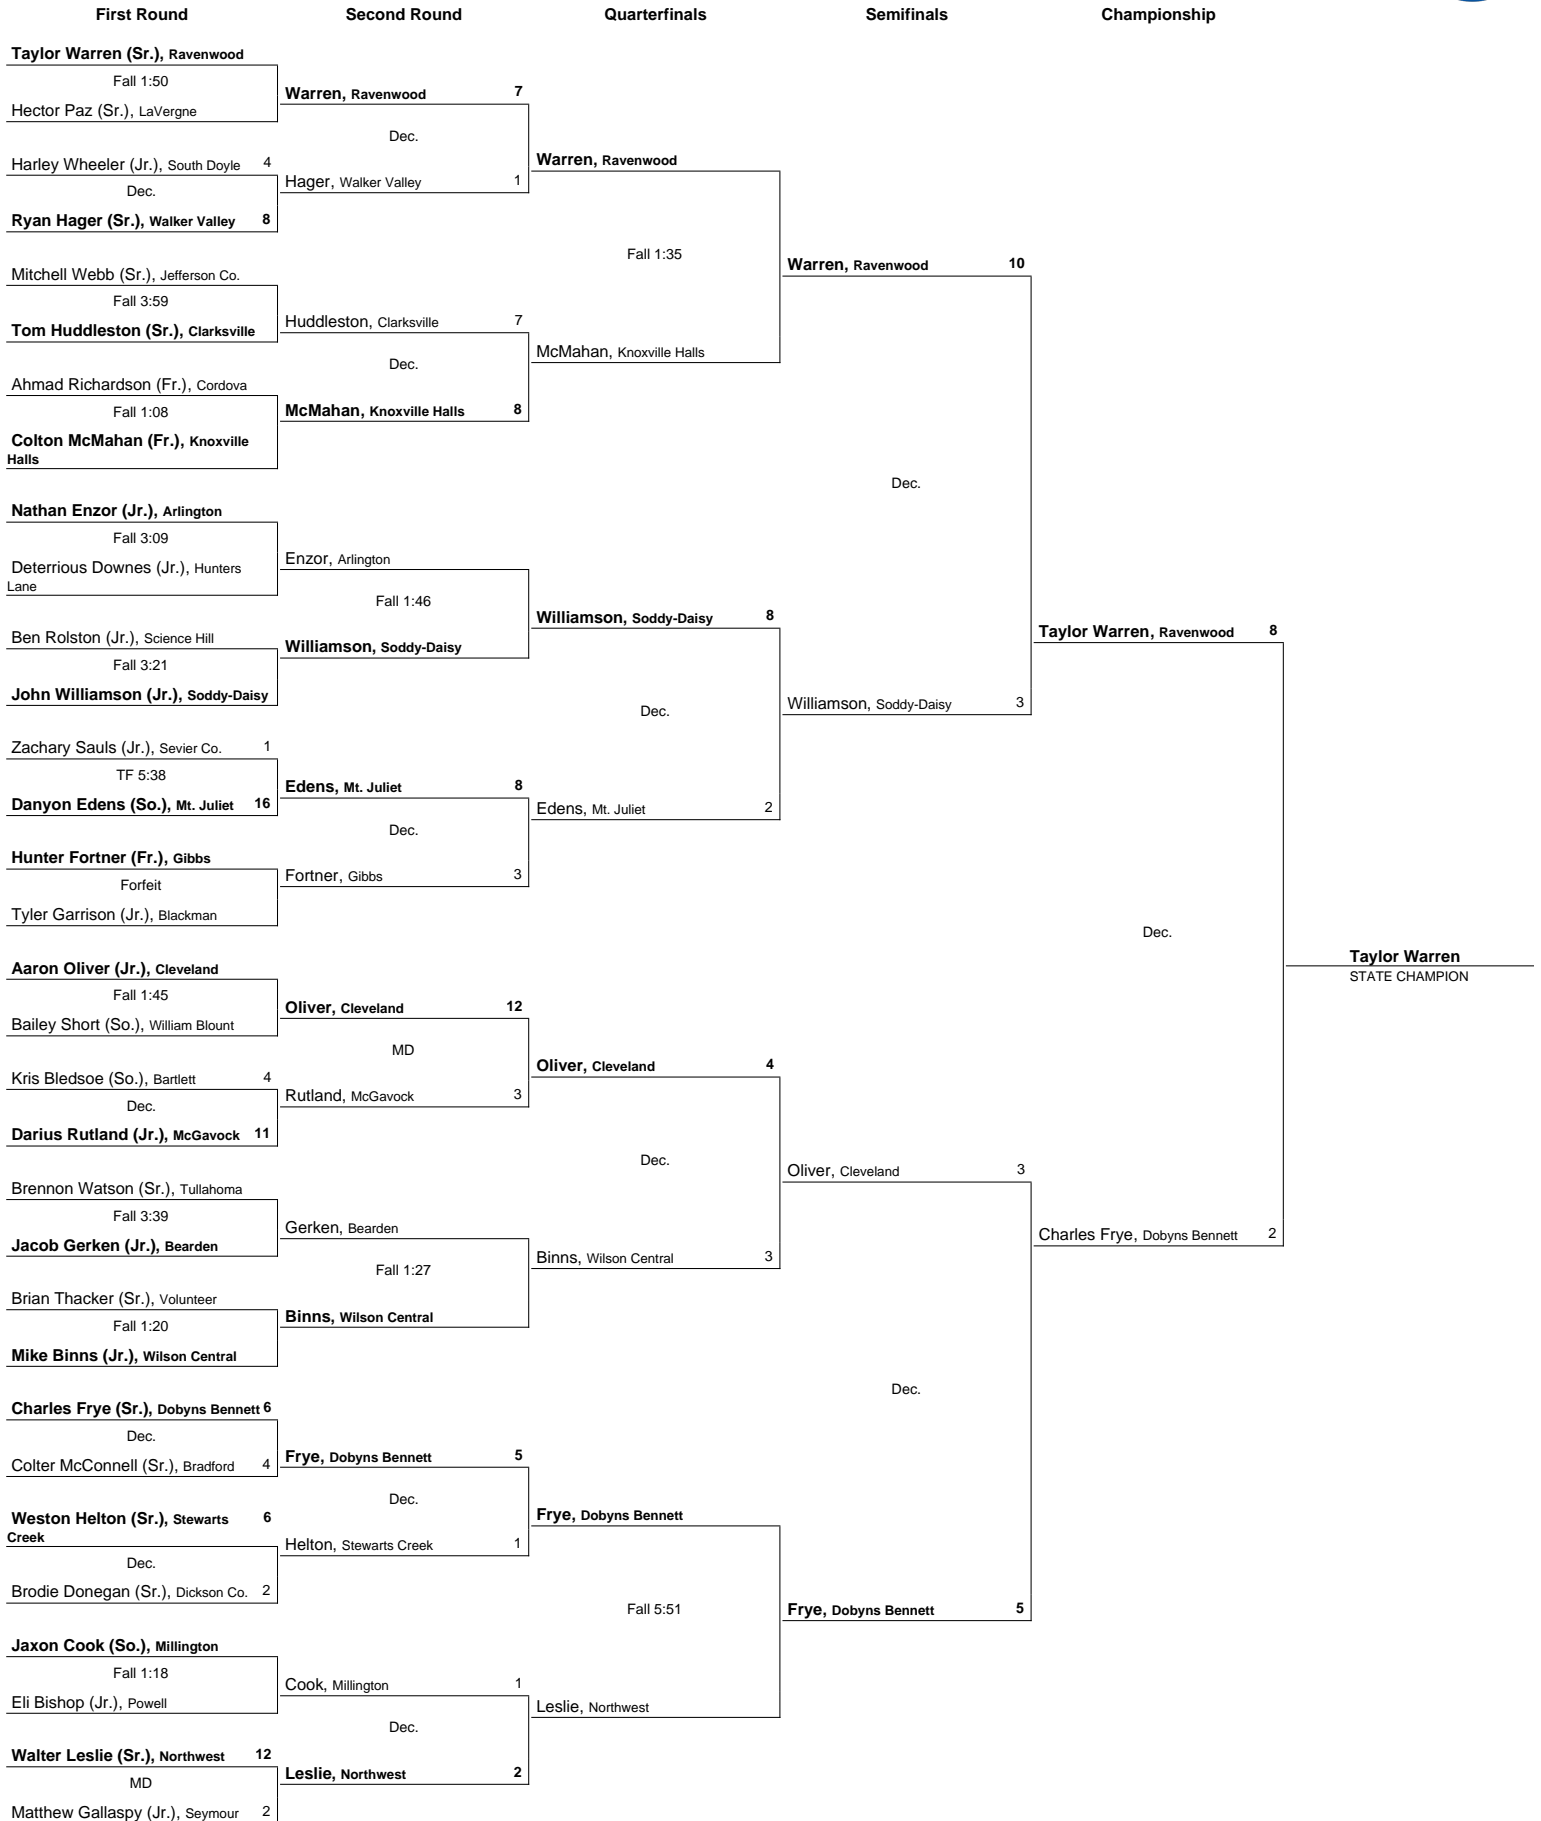 First Round
Second Round
Quarterfinals
Semifinals
Championship
Taylor Warren (Sr.), Ravenwood
Fall 1:50
Hector Paz (Sr.), LaVergne
Harley Wheeler (Jr.), South Doyle 4
Dec.
Ryan Hager (Sr.), Walker Valley 8
Mitchell Webb (Sr.), Jefferson Co.
Fall 3:59
Tom Huddleston (Sr.), Clarksville
Ahmad Richardson (Fr.), Cordova
Fall 1:08
Colton McMahan (Fr.), Knoxville
Halls
Nathan Enzor (Jr.), Arlington
Fall 3:09
Deterrious Downes (Jr.), Hunters
Lane
Ben Rolston (Jr.), Science Hill
Fall 3:21
John Williamson (Jr.), Soddy-Daisy
Zachary Sauls (Jr.), Sevier Co. 1
TF 5:38
Danyon Edens (So.), Mt. Juliet 16
Hunter Fortner (Fr.), Gibbs
Forfeit
Tyler Garrison (Jr.), Blackman
Aaron Oliver (Jr.), Cleveland
Fall 1:45
Bailey Short (So.), William Blount
Kris Bledsoe (So.), Bartlett 4
Dec.
Darius Rutland (Jr.), McGavock 11
Brennon Watson (Sr.), Tullahoma
Fall 3:39
Jacob Gerken (Jr.), Bearden
Brian Thacker (Sr.), Volunteer
Fall 1:20
Mike Binns (Jr.), Wilson Central
Charles Frye (Sr.), Dobyns Bennett 6
Dec.
Colter McConnell (Sr.), Bradford 4
Weston Helton (Sr.), Stewarts 6
Creek
Dec.
Brodie Donegan (Sr.), Dickson Co. 2
Jaxon Cook (So.), Millington
Fall 1:18
Eli Bishop (Jr.), Powell
Walter Leslie (Sr.), Northwest 12
MD
Matthew Gallaspy (Jr.), Seymour 2
Warren, Ravenwood 7
Dec.
Hager, Walker Valley 1
Huddleston, Clarksville 7
Dec.
McMahan, Knoxville Halls 8
Enzor, Arlington
Fall 1:46
Williamson, Soddy-Daisy
Edens, Mt. Juliet 8
Dec.
Fortner, Gibbs 3
Oliver, Cleveland 12
MD
Rutland, McGavock 3
Gerken, Bearden
Fall 1:27
Binns, Wilson Central
Frye, Dobyns Bennett 5
Dec.
Helton, Stewarts Creek 1
Cook, Millington 1
Dec.
Leslie, Northwest 2
Warren, Ravenwood
Fall 1:35
McMahan, Knoxville Halls
Williamson, Soddy-Daisy 8
Dec.
Edens, Mt. Juliet 2
Oliver, Cleveland 4
Dec.
Binns, Wilson Central 3
Frye, Dobyns Bennett
Fall 5:51
Leslie, Northwest
Warren, Ravenwood 10
Dec.
Williamson, Soddy-Daisy 3
Oliver, Cleveland 3
Dec.
Frye, Dobyns Bennett 5
Taylor Warren, Ravenwood 8
Dec.
Charles Frye, Dobyns Bennett 2
Taylor Warren
STATE CHAMPION